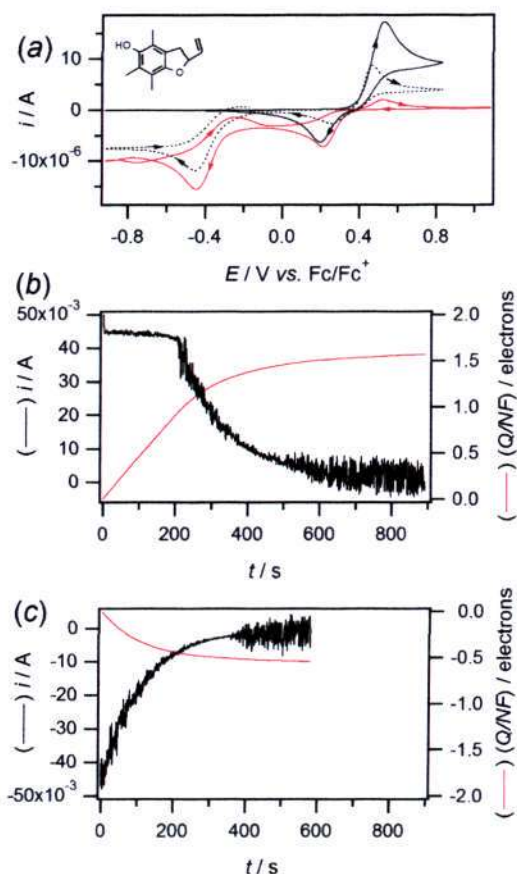 (a)
HO
O
10
0
-10x10⁻⁶
i / A
-0.8 -0.4 0.0 0.4 0.8
E / V vs. Fc/Fc⁺
(b)
50x10⁻³
40
30
20
10
0
(——) i / A
2.0
1.5
1.0
0.5
0.0
(——) (Q/NF) / electrons
0 200 400 600 800
t / s
(c)
0
-10
-20
-30
-40
-50x10⁻³
(——) i / A
0.0
-0.5
-1.0
-1.5
-2.0
(——) (Q/NF) / electrons
0 200 400 600 800
t / s